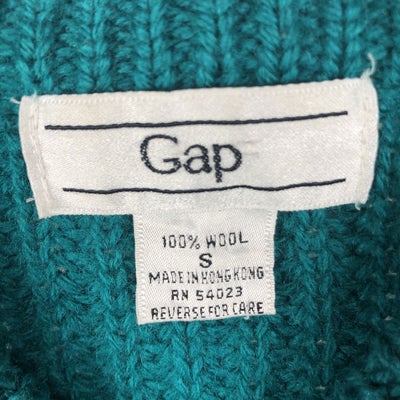 Gap
100% WOOL
S
MADE IN HONG KONG
RN 54023
REVERSE FOR CARE